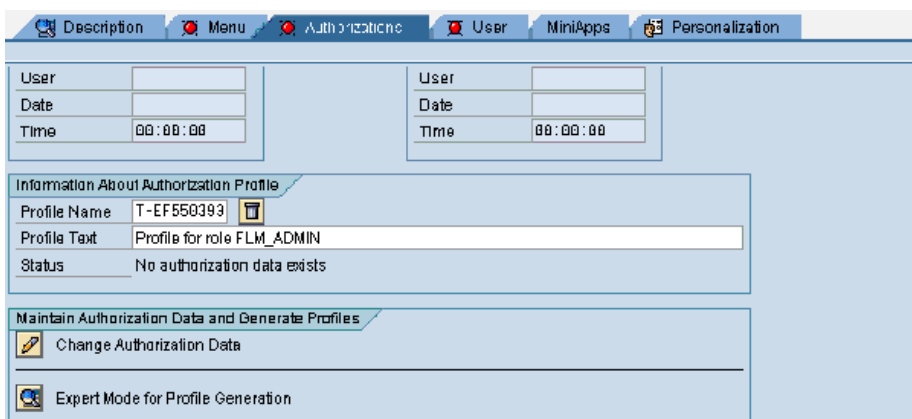 Description Menu Authorizations User MiniApps Personalization
User User
Date Date
Time 00:00:00 Time 00:00:00
Information About Authorization Profile
Profile Name T-EF550393
Profile Text Profile for role FLM_ADMIN
Status No authorization data exists
Maintain Authorization Data and Generate Profiles
Change Authorization Data
Expert Mode for Profile Generation